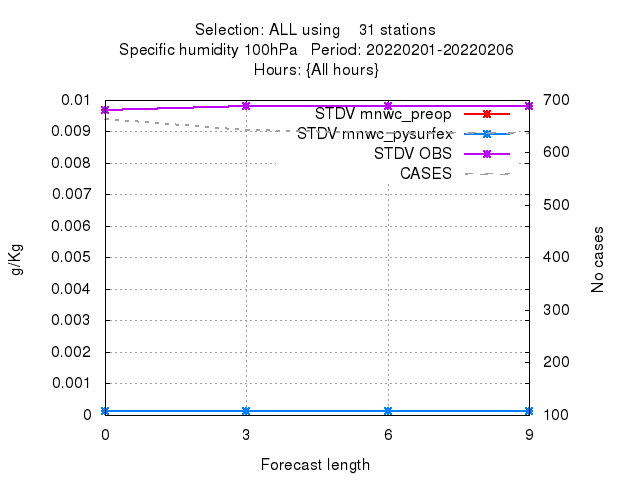 Selection: ALL using 31 stations
Specific humidity 100hPa Period: 20220201-20220206
Hours: {All hours}
0.01 700
STDV mnwc_preop
0.009 STDV mnwc_pysurfex
STDV OBS 600
0.008
CASES
0.007
500
0.006
g/Kg
0.005 400
No cases
0.004
300
0.003
0.002 200
0.001
0 100
0 3 6 9
Forecast length